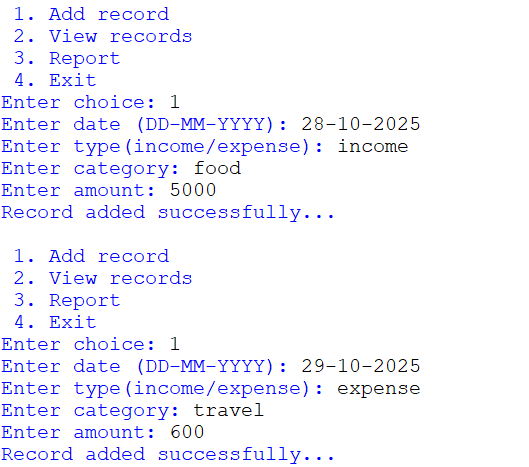 1. Add record
2. View records
3. Report
4. Exit
Enter choice: 1
Enter date (DD-MM-YYYY): 28-10-2025
Enter type(income/expense): income
Enter category: food
Enter amount: 5000
Record added successfully...

1. Add record
2. View records
3. Report
4. Exit
Enter choice: 1
Enter date (DD-MM-YYYY): 29-10-2025
Enter type(income/expense): expense
Enter category: travel
Enter amount: 600
Record added successfully...